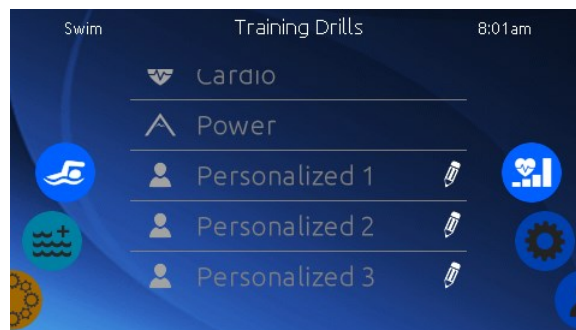 Swim Training Drills 8:01am
Cardio
Power
Personalized 1
Personalized 2
Personalized 3